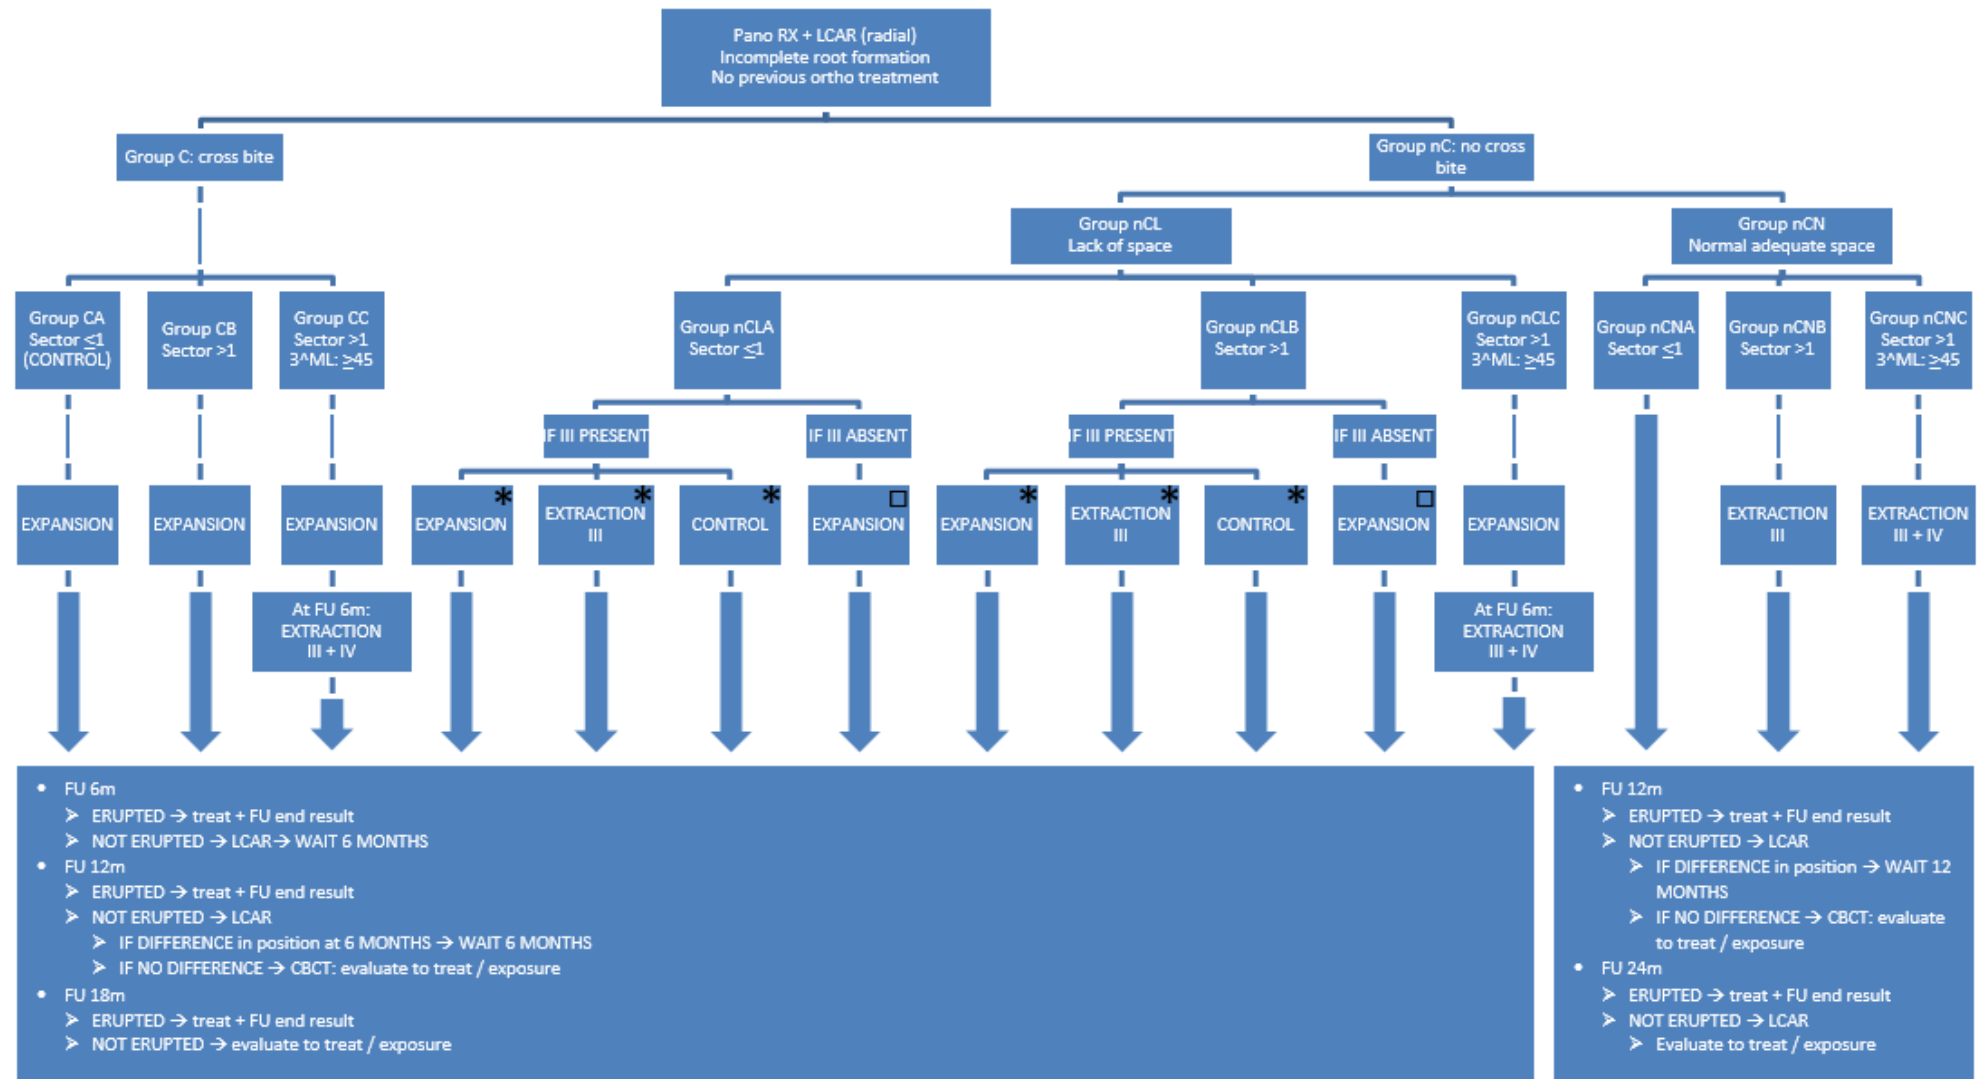 Pano RX + LCAR (radial)
Incomplete root formation
No previous ortho treatment
Group C: cross bite
Group nC: no cross
bite
Group nCL
Lack of space
Group nCN
Normal adequate space
Group CA
Sector ≤1
(CONTROL)
Group CB
Sector >1
Group CC
Sector >1
3^ML: ≥45
Group nCLA
Sector ≤1
Group nCLB
Sector >1
Group nCLC
Sector >1
3^ML: ≥45
Group nCNA
Sector ≤1
Group nCNB
Sector >1
Group nCNC
Sector >1
3^ML: ≥45
IF III PRESENT
IF III ABSENT
IF III PRESENT
IF III ABSENT
EXPANSION
EXPANSION
EXPANSION
EXPANSION *
EXTRACTION *
III
CONTROL *
EXPANSION □
EXPANSION *
EXTRACTION *
III
CONTROL *
EXPANSION □
EXPANSION
EXTRACTION
III
EXTRACTION
III + IV
At FU 6m:
EXTRACTION
III + IV
At FU 6m:
EXTRACTION
III + IV
• FU 6m
➢ ERUPTED → treat + FU end result
➢ NOT ERUPTED → LCAR → WAIT 6 MONTHS
• FU 12m
➢ ERUPTED → treat + FU end result
➢ NOT ERUPTED → LCAR
➢ IF DIFFERENCE in position at 6 MONTHS → WAIT 6 MONTHS
➢ IF NO DIFFERENCE → CBCT: evaluate to treat / exposure
• FU 18m
➢ ERUPTED → treat + FU end result
➢ NOT ERUPTED → evaluate to treat / exposure
• FU 12m
➢ ERUPTED → treat + FU end result
➢ NOT ERUPTED → LCAR
➢ IF DIFFERENCE in position → WAIT 12
MONTHS
➢ IF NO DIFFERENCE → CBCT: evaluate
to treat / exposure
• FU 24m
➢ ERUPTED → treat + FU end result
➢ NOT ERUPTED → LCAR
➢ Evaluate to treat / exposure